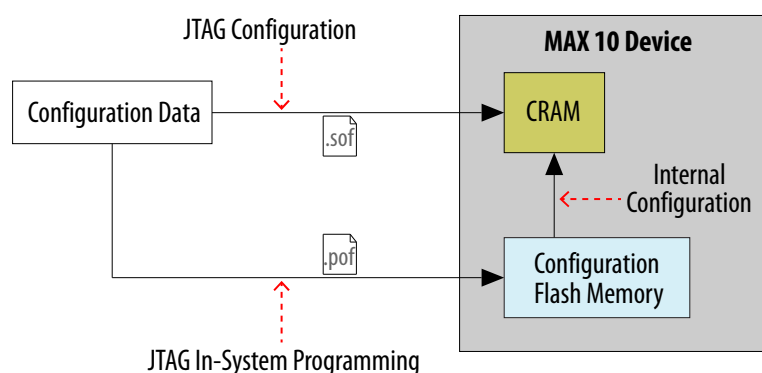 JTAG Configuration
MAX 10 Device
Configuration Data
CRAM
.sof
Internal
Configuration
.pof
Configuration
Flash Memory
JTAG In-System Programming